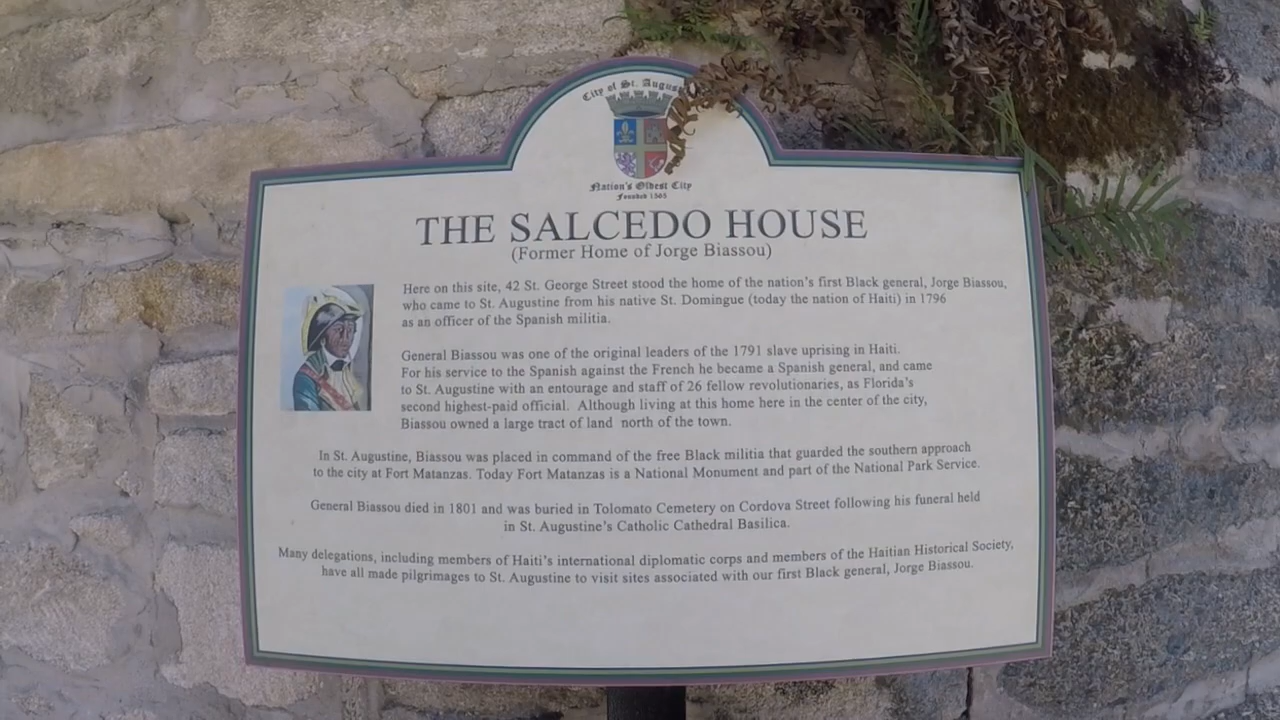 City of St. August
Nation's Oldest City
Founded 1565
THE SALCEDO HOUSE
(Former Home of Jorge Biassou)
Here on this site, 42 St. George Street stood the home of the nation's first Black general, Jorge Biassou,
who came to St. Augustine from his native St. Domingue (today the nation of Haiti) in 1796
as an officer of the Spanish militia.
General Biassou was one of the original leaders of the 1791 slave uprising in Haiti.
For his service to the Spanish against the French he became a Spanish general, and came
to St. Augustine with an entourage and staff of 26 fellow revolutionaries, as Florida's
second highest-paid official. Although living at this home here in the center of the city,
Biassou owned a large tract of land north of the town.
In St. Augustine, Biassou was placed in command of the free Black militia that guarded the southern approach
to the city at Fort Matanzas. Today Fort Matanzas is a National Monument and part of the National Park Service.
General Biassou died in 1801 and was buried in Tolomato Cemetery on Cordova Street following his funeral held
in St. Augustine's Catholic Cathedral Basilica.
Many delegations, including members of Haiti's international diplomatic corps and members of the Haitian Historical Society,
have all made pilgrimages to St. Augustine to visit sites associated with our first Black general, Jorge Biassou.